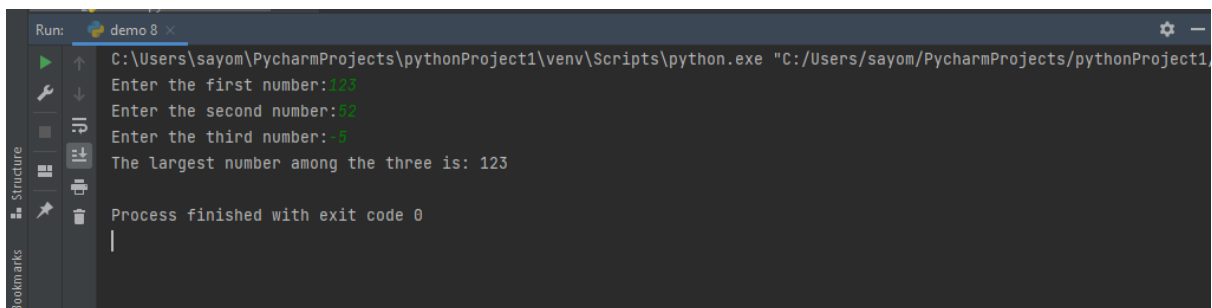 Run: demo 8
C:\Users\sayom\PycharmProjects\pythonProject1\venv\Scripts\python.exe "C:/Users/sayom/PycharmProjects/pythonProject1/
Enter the first number:123
Enter the second number:52
Enter the third number:-5
The largest number among the three is: 123
Process finished with exit code 0
Structure
Bookmarks